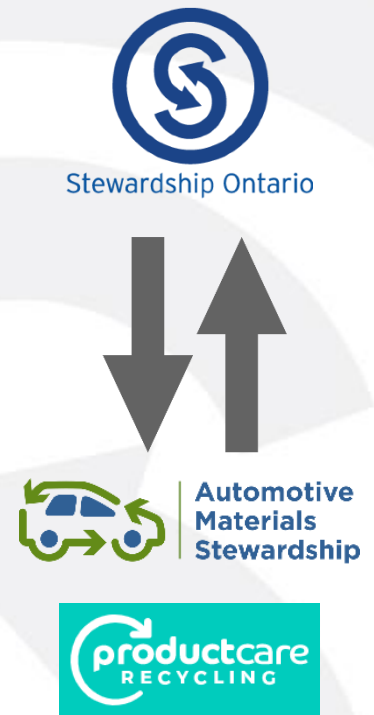 Stewardship Ontario
Automotive
Materials
Stewardship
productcare
RECYCLING